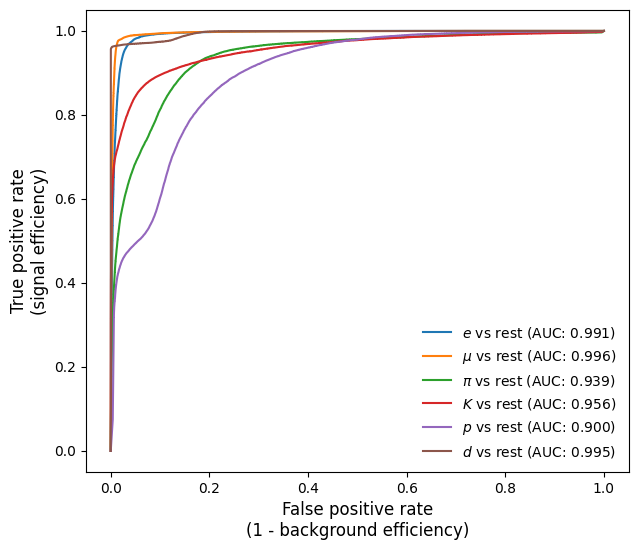 1.0
0.8
0.6
0.4
0.2
0.0
True positive rate
(signal efficiency)
e vs rest (AUC: 0.991)
μ vs rest (AUC: 0.996)
π vs rest (AUC: 0.939)
K vs rest (AUC: 0.956)
p vs rest (AUC: 0.900)
d vs rest (AUC: 0.995)
0.0 0.2 0.4 0.6 0.8 1.0
False positive rate
(1 - background efficiency)